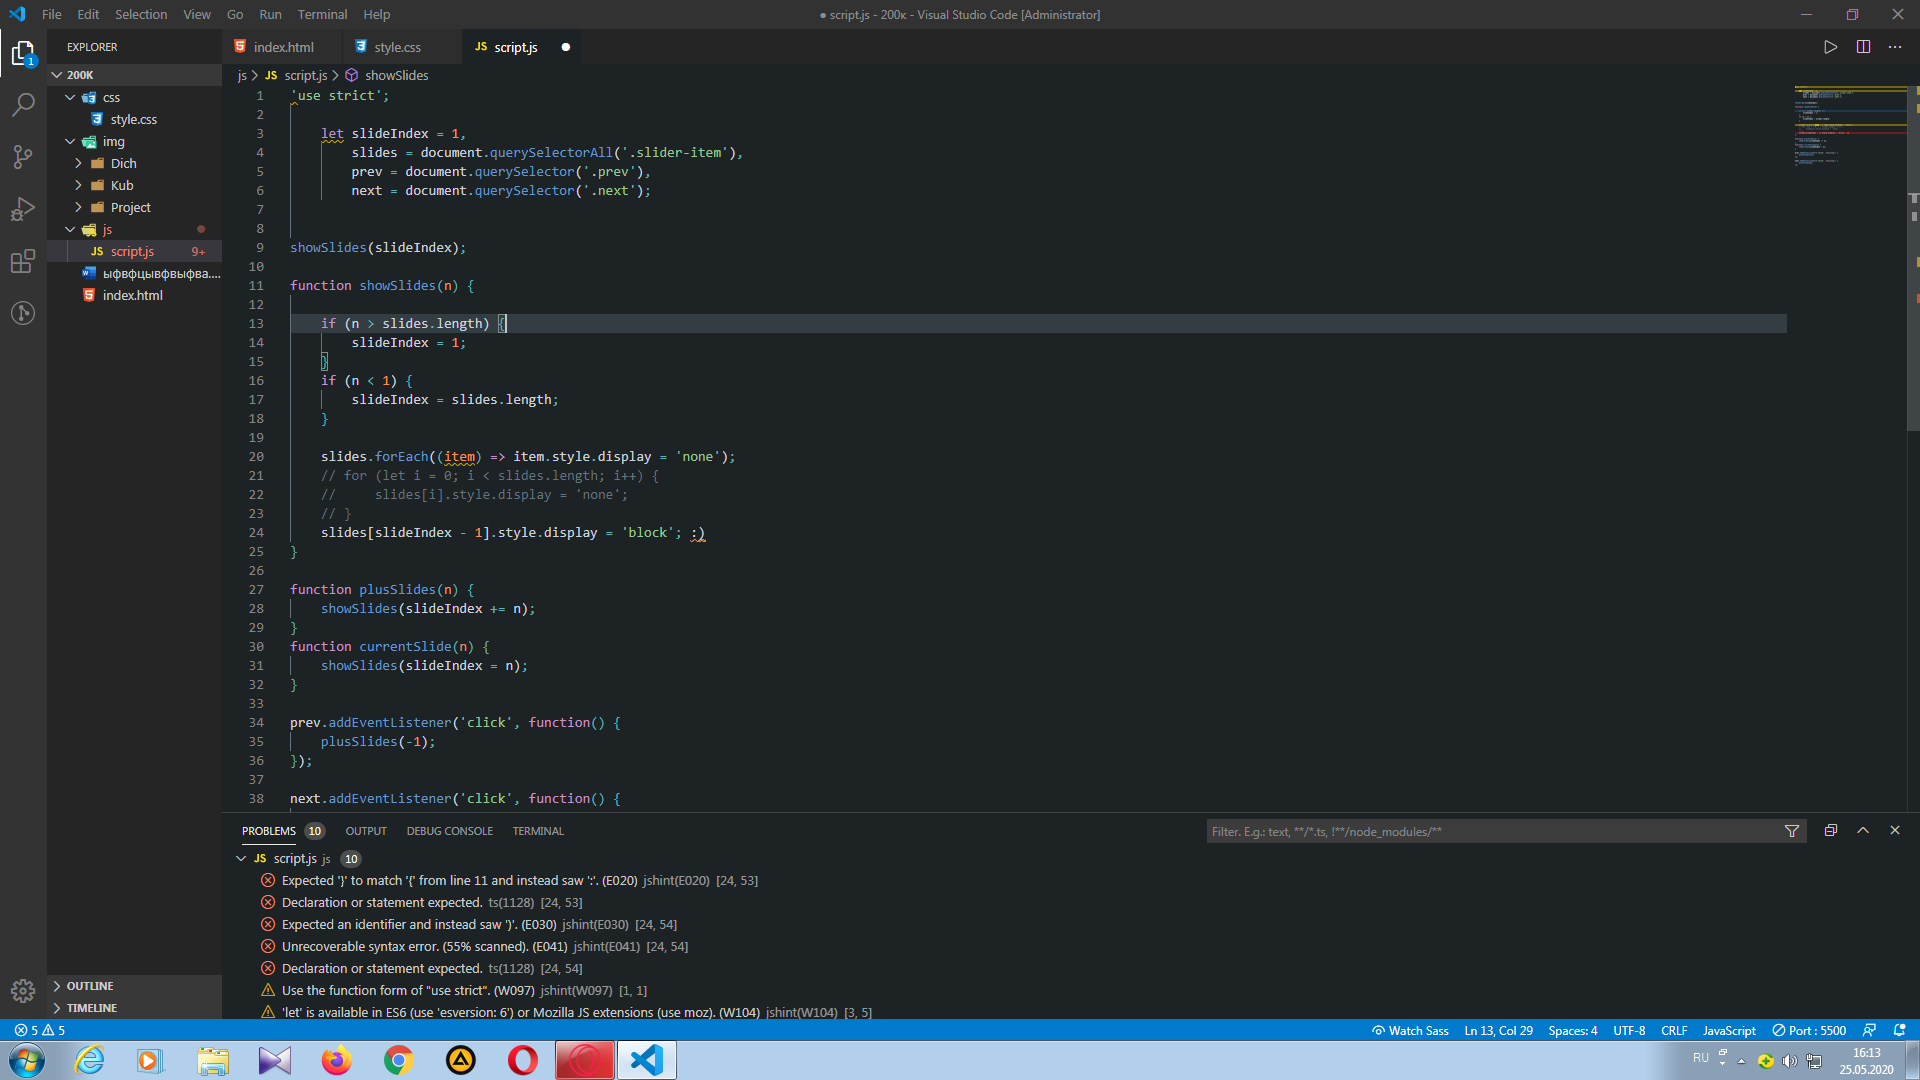 File Edit Selection View Go Run Terminal Help
● script.js - 200к - Visual Studio Code [Administrator]
EXPLORER
index.html
style.css
JS script.js
200K
js > JS script.js > showSlides
css
style.css
img
Dich
Kub
Project
js
JS script.js 9+
ыфвфцывфвыфва....
index.html
1 'use strict';
2
3 let slideIndex = 1,
4 slides = document.querySelectorAll('.slider-item'),
5 prev = document.querySelector('.prev'),
6 next = document.querySelector('.next');
7
8
9 showSlides(slideIndex);
10
11 function showSlides(n) {
12
13 if (n > slides.length) {
14 slideIndex = 1;
15 }
16 if (n < 1) {
17 slideIndex = slides.length;
18 }
19
20 slides.forEach((item) => item.style.display = 'none');
21 // for (let i = 0; i < slides.length; i++) {
22 // slides[i].style.display = 'none';
23 // }
24 slides[slideIndex - 1].style.display = 'block'; :)
25 }
26
27 function plusSlides(n) {
28 showSlides(slideIndex += n);
29 }
30 function currentSlide(n) {
31 showSlides(slideIndex = n);
32 }
33
34 prev.addEventListener('click', function() {
35 plusSlides(-1);
36 });
37
38 next.addEventListener('click', function() {
PROBLEMS 10 OUTPUT DEBUG CONSOLE TERMINAL
Filter. E.g.: text, **/*.ts, !**/node_modules/**
JS script.js js 10
Expected '}' to match '{' from line 11 and instead saw ':'. (E020) jshint(E020) [24, 53]
Declaration or statement expected. ts(1128) [24, 53]
Expected an identifier and instead saw ')'. (E030) jshint(E030) [24, 54]
Unrecoverable syntax error. (55% scanned). (E041) jshint(E041) [24, 54]
Declaration or statement expected. ts(1128) [24, 54]
Use the function form of "use strict". (W097) jshint(W097) [1, 1]
'let' is available in ES6 (use 'esversion: 6') or Mozilla JS extensions (use moz). (W104) jshint(W104) [3, 5]
OUTLINE
TIMELINE
5 5
Watch Sass Ln 13, Col 29 Spaces: 4 UTF-8 CRLF JavaScript Port : 5500
RU
16:13
25.05.2020